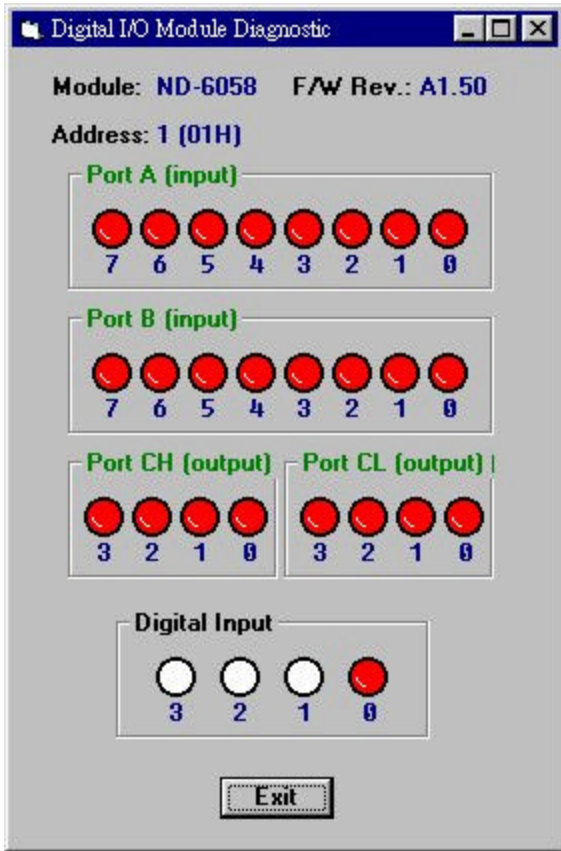 Digital I/O Module Diagnostic
Module: ND-6058 F/W Rev.: A1.50
Address: 1 (01H)
Port A (input)
7 6 5 4 3 2 1 0
Port B (input)
7 6 5 4 3 2 1 0
Port CH (output) Port CL (output)
3 2 1 0 3 2 1 0
Digital Input
3 2 1 0
Exit